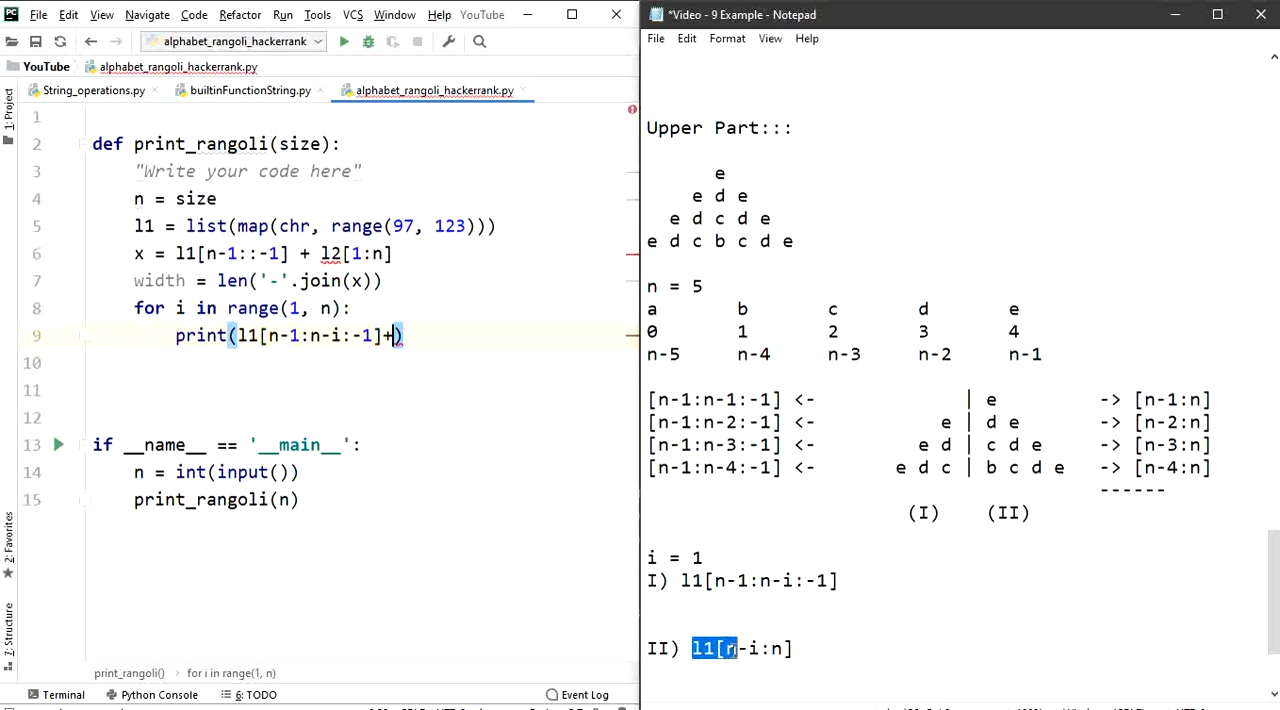 File Edit View Navigate Code Refactor Run Tools VCS Window Help YouTube
alphabet_rangoli_hackerrank
YouTube alphabet_rangoli_hackerrank.py
String_operations.py builtinFunctionString.py alphabet_rangoli_hackerrank.py
1: Project
1
2 def print_rangoli(size):
3 "Write your code here"
4 n = size
5 l1 = list(map(chr, range(97, 123)))
6 x = l1[n-1::-1] + l2[1:n]
7 width = len('-'.join(x))
8 for i in range(1, n):
9 print(l1[n-1:n-i:-1]+)
10
11
12
13 if __name__ == '__main__':
14 n = int(input())
15 print_rangoli(n)
2: Favorites
7: Structure
print_rangoli() for i in range(1, n)
Terminal Python Console 6: TODO Event Log
*Video - 9 Example - Notepad
File Edit Format View Help
Upper Part:::
e
e d e
e d c d e
e d c b c d e
n = 5
a b c d e
0 1 2 3 4
n-5 n-4 n-3 n-2 n-1
[n-1:n-1:-1] <- | e -> [n-1:n]
[n-1:n-2:-1] <- e | d e -> [n-2:n]
[n-1:n-3:-1] <- e d | c d e -> [n-3:n]
[n-1:n-4:-1] <- e d c | b c d e -> [n-4:n]
------
(I) (II)
i = 1
I) l1[n-1:n-i:-1]
II) l1[n-i:n]